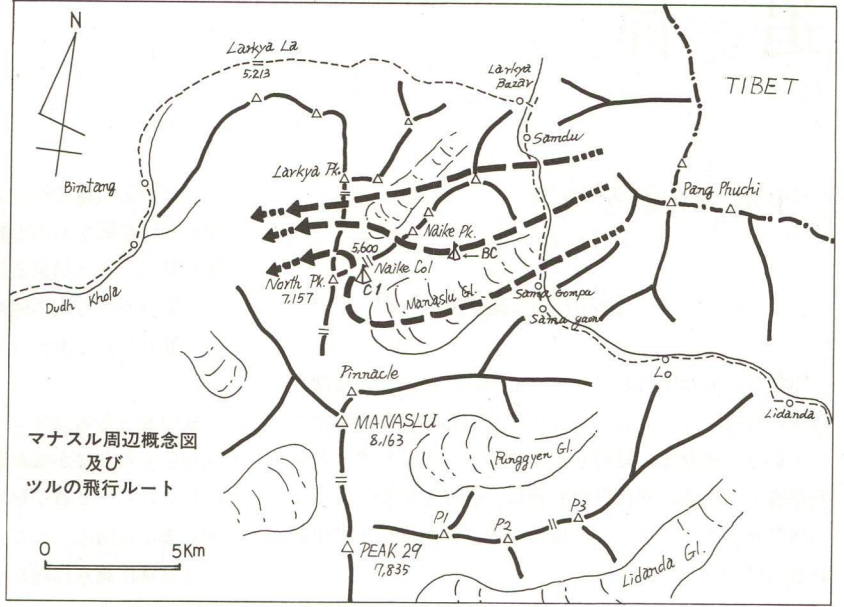 N
Larkya La
5,213
Larkya
Bazar
TIBET
Samdu
Bimtang
Larkya Pk.
Pang Phuchi
Naike Pk.
BC
5,600
Naike Col
North Pk.
7,157
C1
Manaslu Gl.
Sama Gompa
Sama gaon
Dudh Khola
Lo
Pinnacle
Lidanda
MANASLU
8,163
マナスル周辺概念図
及び
ツルの飛行ルート
Punggyen Gl.
P1
P2
P3
0 5Km
PEAK 29
7,835
Lidanda Gl.